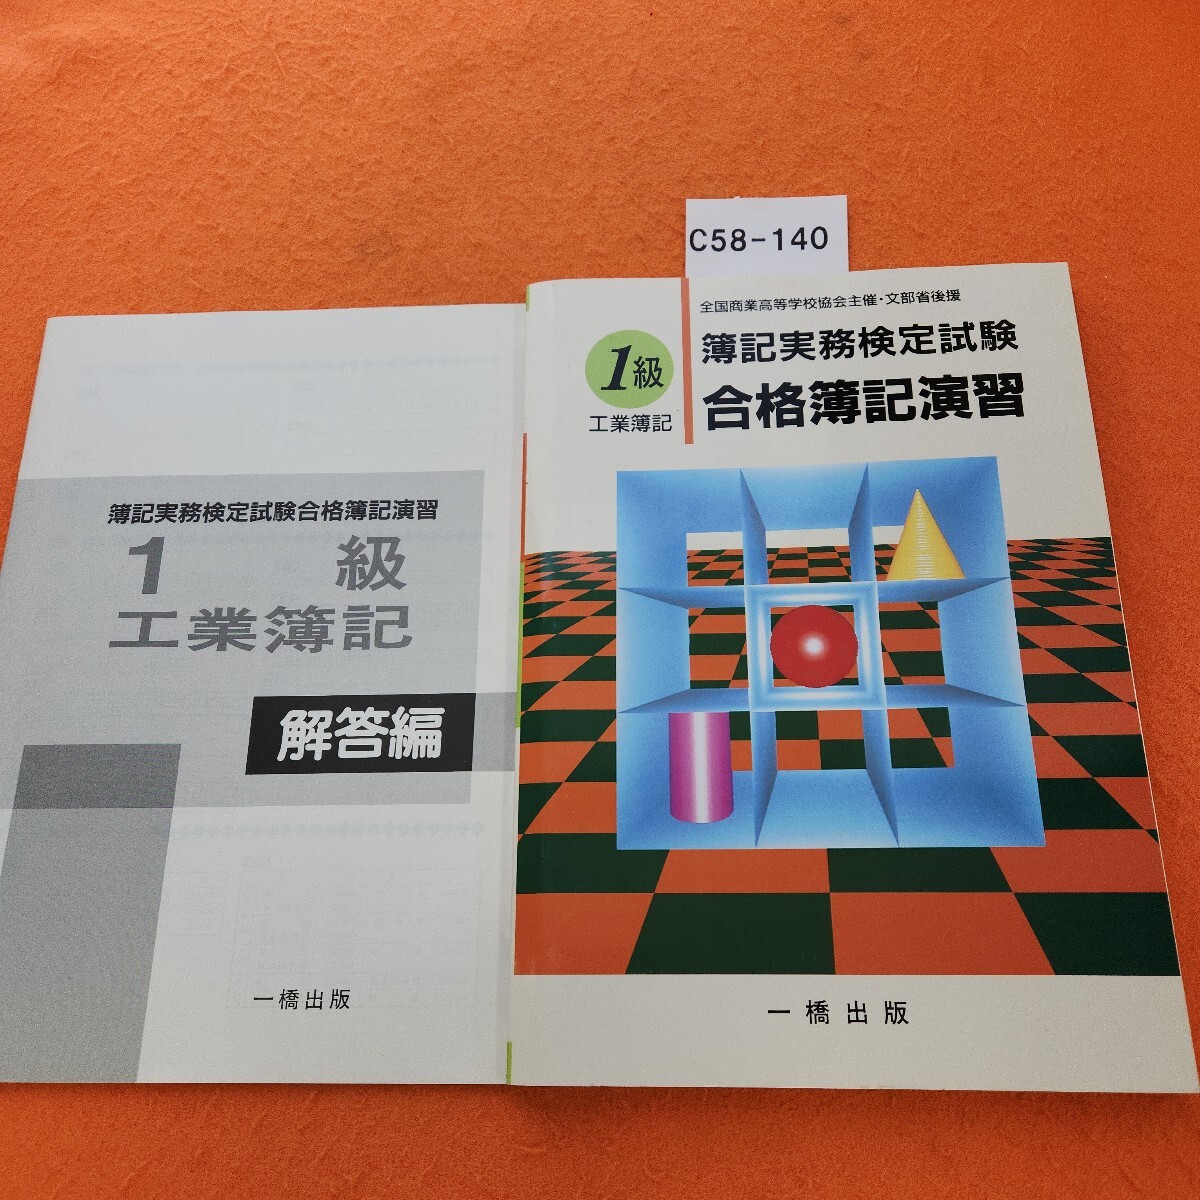 C58-140
全国商業高等学校協会主催・文部省後援
簿記実務検定試験
合格簿記演習
1級
工業簿記
一橋出版
簿記実務検定試験合格簿記演習
1 級
工業簿記
解答編
一橋出版